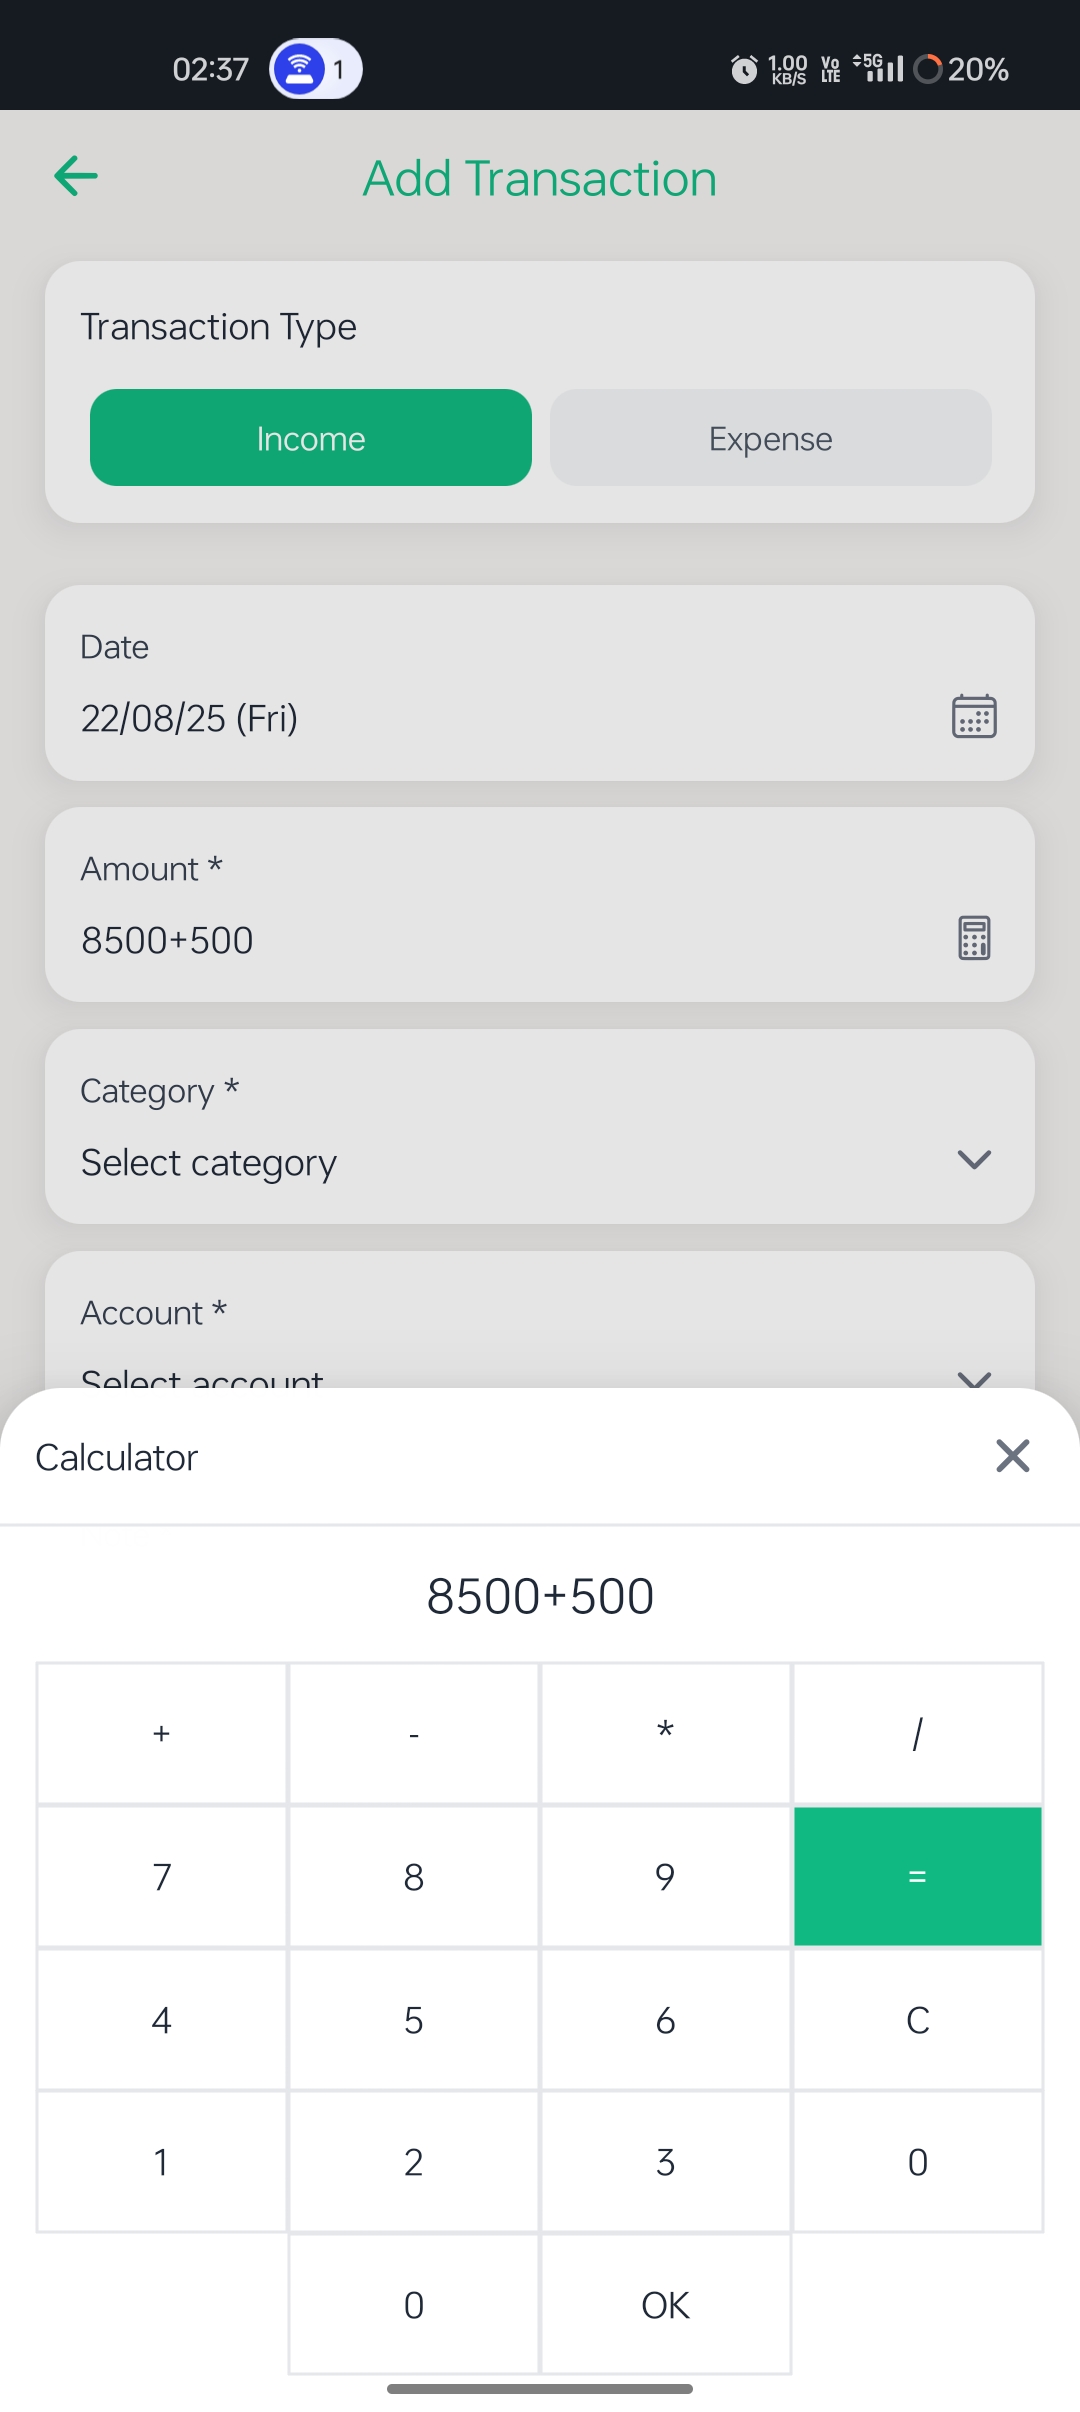 02:37 1 1.00 KB/S Vo LTE 5G 20%
Add Transaction
Transaction Type
Income Expense
Date
22/08/25 (Fri)
Amount *
8500+500
Category *
Select category
Account *
Select account
Calculator
8500+500
+ - * /
7 8 9 =
4 5 6 C
1 2 3 0
0 OK